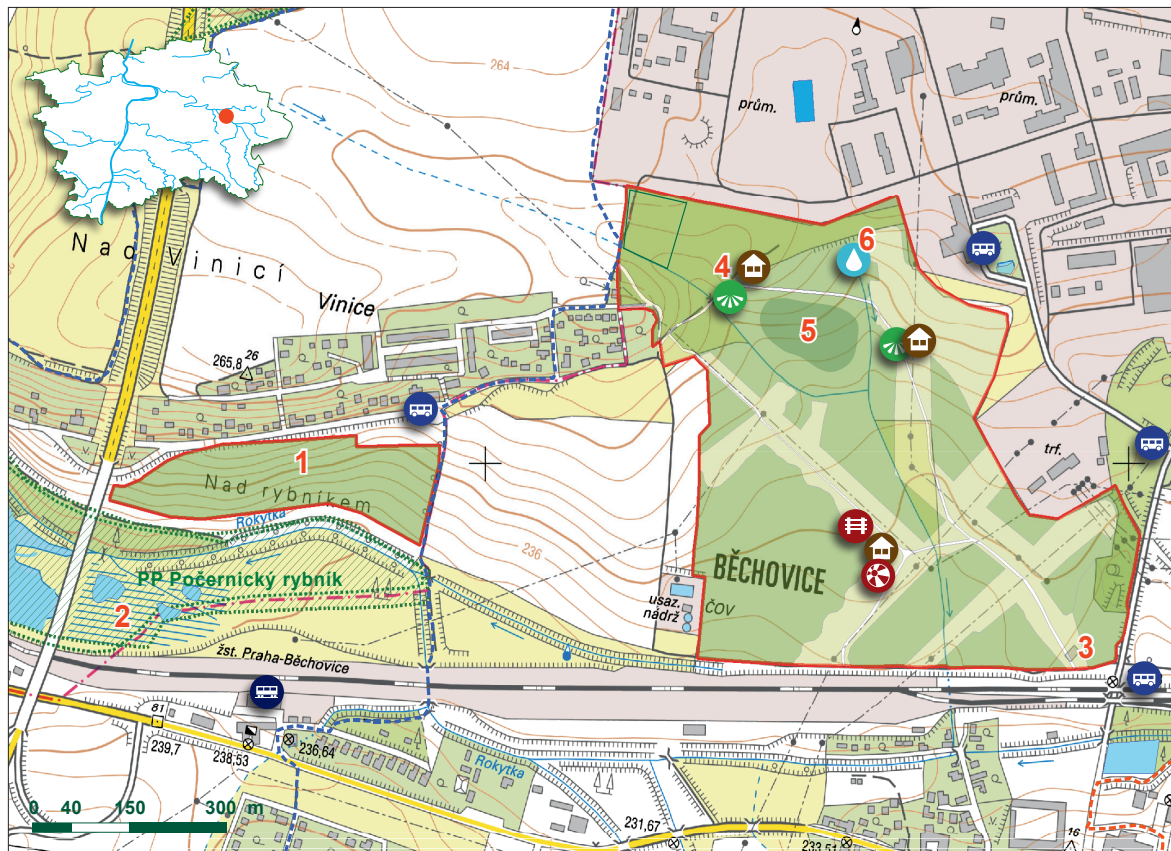 264
prům.
prům.
6
4
Nad Vinicí
Vinice
5
265,8
26
trf.
1
Nad rybníkem
Rokytka
236
BĚCHOVICE
PP Počernický rybník
usaz.
nádrž
čov
2
3
žst. Praha-Běchovice
81
239,7
238,53
236,64
Rokytka
0 40 150 300 m
231,67
233,51
16